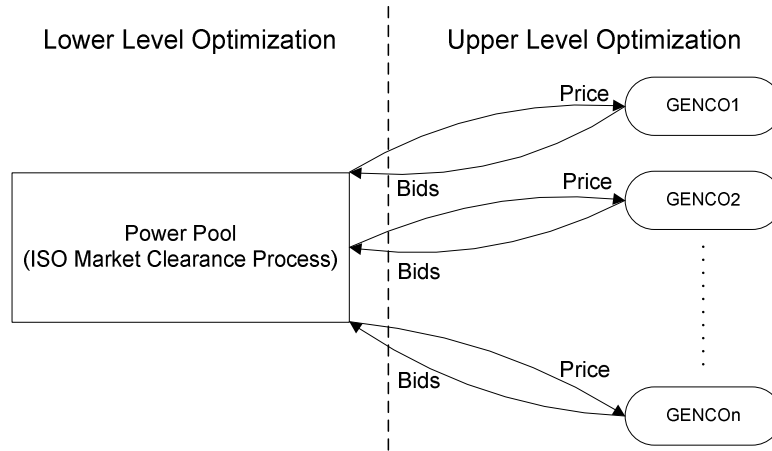 Lower Level Optimization
Upper Level Optimization
Price
GENCO1
Bids
Price
GENCO2
Power Pool
(ISO Market Clearance Process)
Bids
Price
Bids
GENCOn